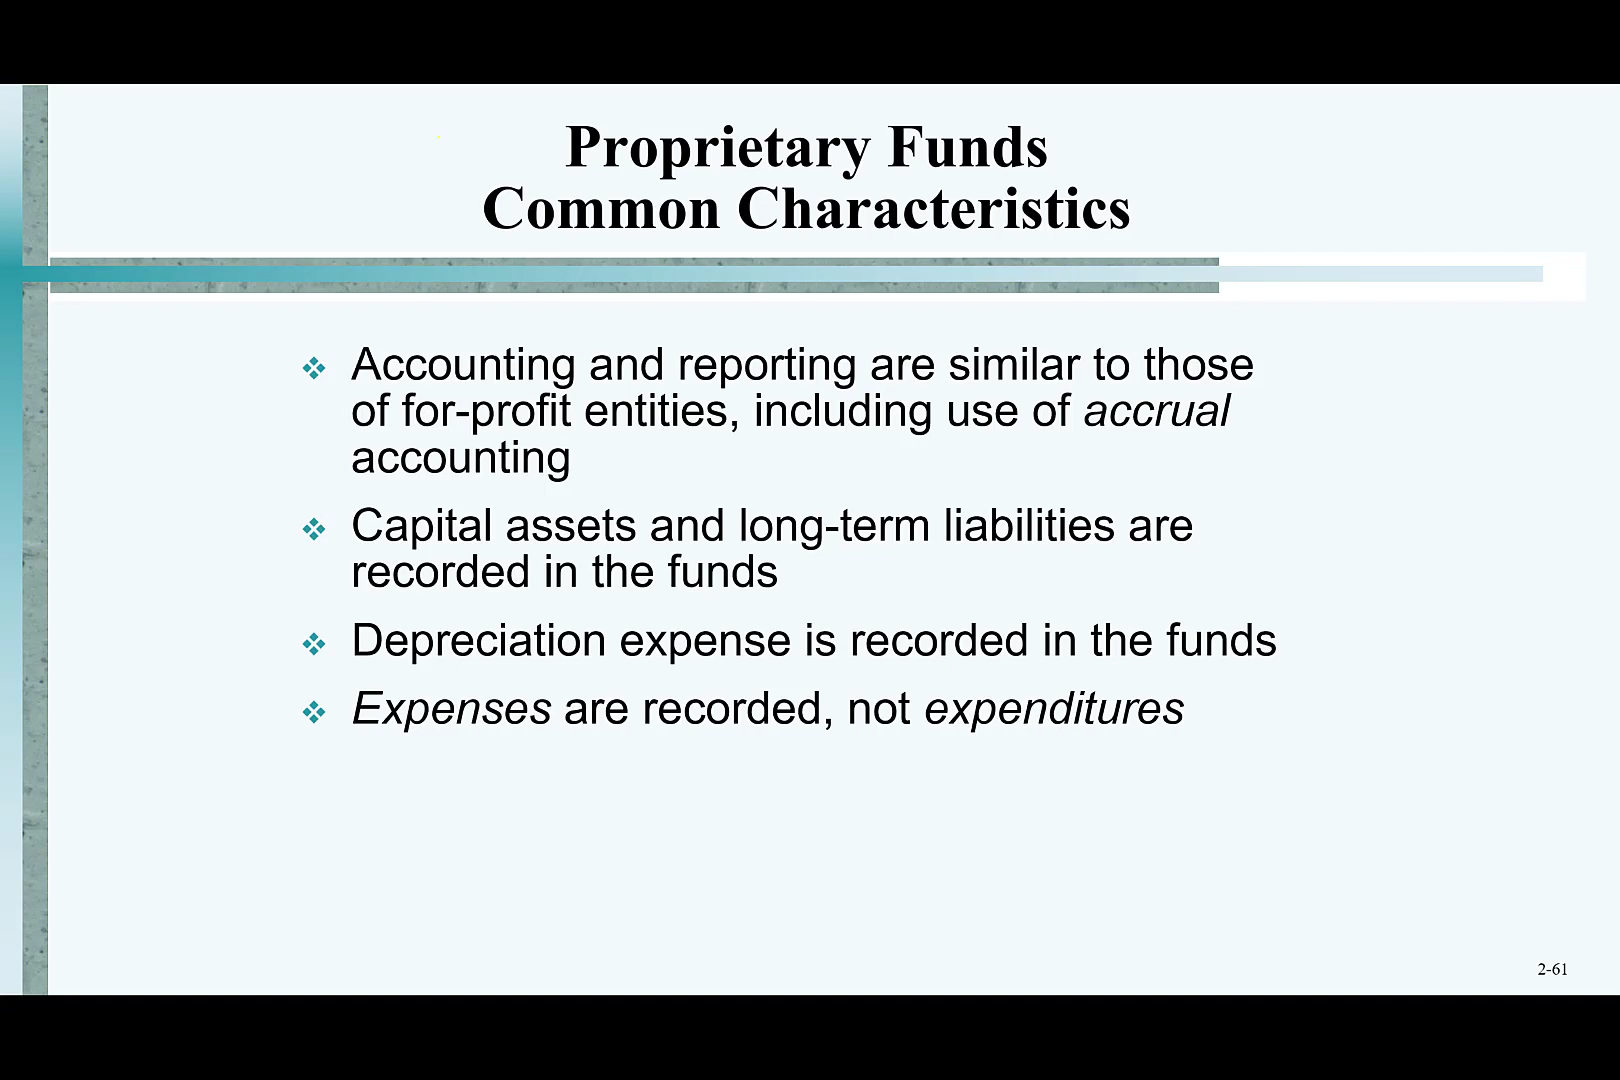 Proprietary Funds
Common Characteristics
Accounting and reporting are similar to those
of for-profit entities, including use of accrual
accounting
Capital assets and long-term liabilities are
recorded in the funds
Depreciation expense is recorded in the funds
Expenses are recorded, not expenditures
2-61